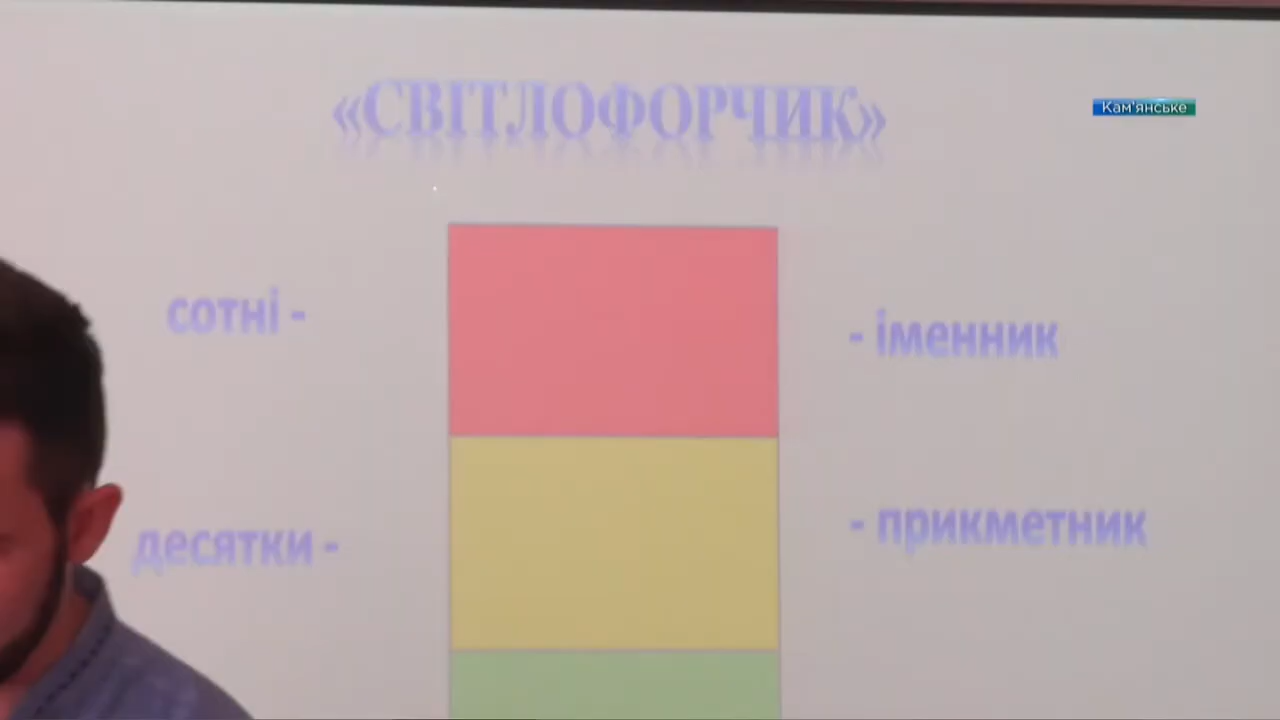 «СВІТЛОФОРЧИК»
Кам'янське
сотні -
- іменник
десятки -
- прикметник